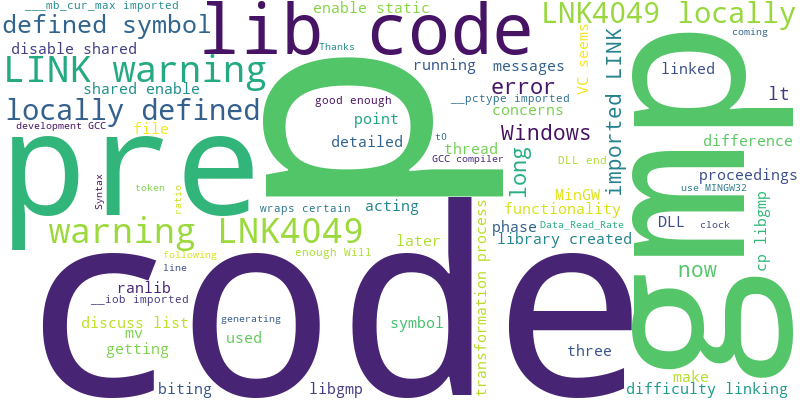 ___mb_cur_max imported
enable static
LNK4049 locally
defined symbol
lib code
coming
disable shared
Thanks
VC seems
LINK warning
running
messages
linked
shared enable
error
imported LINK
locally defined
good enough
__pctype imported
lt
point
concerns
development GCC
file
tO
Windows
detailed
thread
difference
gmp
p
GCC compiler
DLL end
long
pre
Syntax
token
ratio
MinGW
proceedings
use MINGW32
wraps certain
acting
functionality
cp libgmp
warning LNK4049
phase
Data_Read_Rate
DLL
clock
later
library created
following
enough Will
transformation process
line
now
ranlib
code
__iob imported
discuss list
generating
symbol
mv
used
getting
three
make
biting
libgmp
difficulty linking